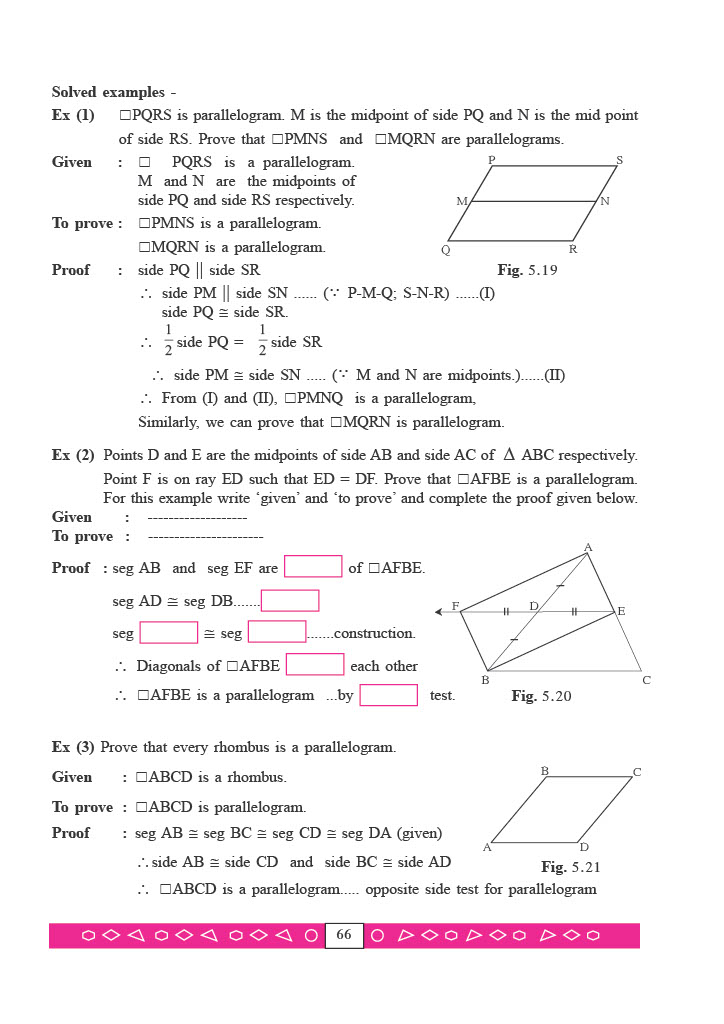 Solved examples -
Ex (1) □PQRS is parallelogram. M is the midpoint of side PQ and N is the mid point
of side RS. Prove that □PMNS and □MQRN are parallelograms.
Given : □ PQRS is a parallelogram.
M and N are the midpoints of
side PQ and side RS respectively.
To prove : □PMNS is a parallelogram.
□MQRN is a parallelogram.
P S
M N
Q R
Fig. 5.19
Proof : side PQ || side SR
∴ side PM || side SN ...... (∵ P-M-Q; S-N-R) ......(I)
side PQ ≅ side SR.
∴ 1/2 side PQ = 1/2 side SR
∴ side PM ≅ side SN ..... (∵ M and N are midpoints.)......(II)
∴ From (I) and (II), □PMNQ is a parallelogram,
Similarly, we can prove that □MQRN is parallelogram.
Ex (2) Points D and E are the midpoints of side AB and side AC of Δ ABC respectively.
Point F is on ray ED such that ED = DF. Prove that □AFBE is a parallelogram.
For this example write ‘given’ and ‘to prove’ and complete the proof given below.
Given : -------------------
To prove : ----------------------
Proof : seg AB and seg EF are of □AFBE.
seg AD ≅ seg DB.......
seg ≅ seg .......construction.
∴ Diagonals of □AFBE each other
∴ □AFBE is a parallelogram ...by test.
A
F D E
B C
Fig. 5.20
Ex (3) Prove that every rhombus is a parallelogram.
Given : □ABCD is a rhombus.
To prove : □ABCD is parallelogram.
Proof : seg AB ≅ seg BC ≅ seg CD ≅ seg DA (given)
∴ side AB ≅ side CD and side BC ≅ side AD
∴ □ABCD is a parallelogram..... opposite side test for parallelogram
B C
A D
Fig. 5.21
66